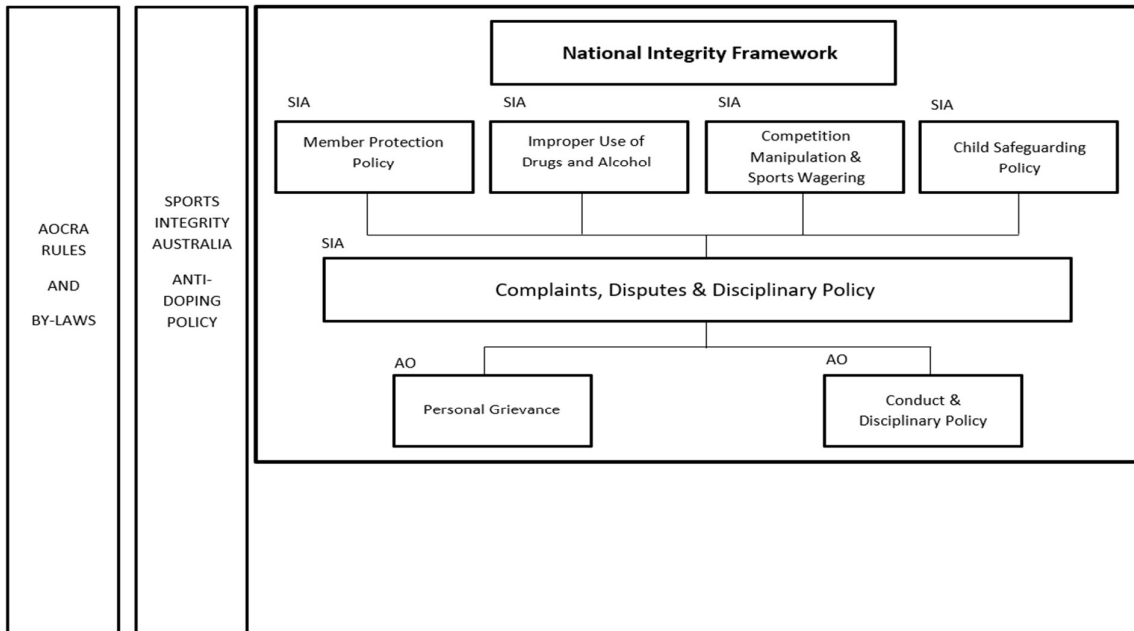 AOCRA
RULES
AND
BY-LAWS
SPORTS
INTEGRITY
AUSTRALIA
ANTI-
DOPING
POLICY
National Integrity Framework
SIA
Member Protection
Policy
SIA
Improper Use of
Drugs and Alcohol
SIA
Competition
Manipulation &
Sports Wagering
SIA
Child Safeguarding
Policy
SIA
Complaints, Disputes & Disciplinary Policy
AO
Personal Grievance
AO
Conduct &
Disciplinary Policy